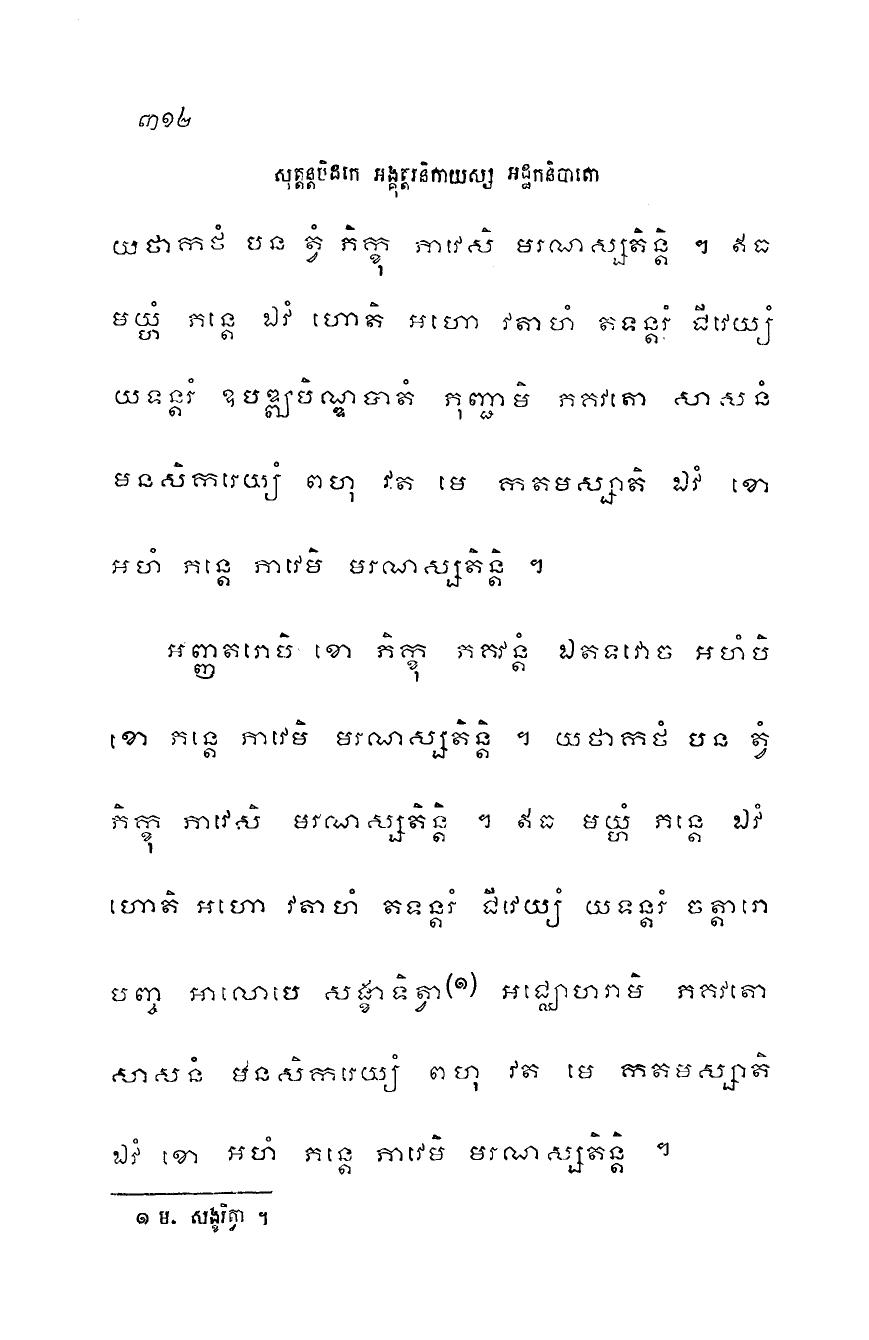 ៣១២
សុត្តន្តបិដកេ អង្គុត្តរនិកាយស្ស អដ្ឋកនិបាតោ
យថាកថំ បន ត្វំ ភិក្ខុ ភាវេសិ មរណស្សតិន្តិ ។ ឥធ
មយ្ហំ ភន្តេ ឯវំ ហោតិ អហោ វតាហំ តទន្តរំ ជីវេយ្យំ
យទន្តរំ ឧបឌ្ឍបិណ្ឌបាតំ ភុញ្ជាមិ ភគវតោ សាសនំ
មនសិករេយ្យំ ពហុ វត មេ កតមស្សាតិ ឯវំ ខោ
អហំ ភន្តេ ភាវេមិ មរណស្សតិន្តិ ។
អញ្ញតរោបិ ខោ ភិក្ខុ ភគវន្តំ ឯតទវោច អហំបិ
ខោ ភន្តេ ភាវេមិ មរណស្សតិន្តិ ។ យថាកថំ បន ត្វំ
ភិក្ខុ ភាវេសិ មរណស្សតិន្តិ ។ ឥធ មយ្ហំ ភន្តេ ឯវំ
ហោតិ អហោ វតាហំ តទន្តរំ ជីវេយ្យំ យទន្តរំ ចត្តារោ
បញ្ច អាលោបេ សង្ខាទិត្វា(១) អជ្ឈោហរាមិ ភគវតោ
សាសនំ មនសិករេយ្យំ ពហុ វត មេ កតមស្សាតិ
ឯវំ ខោ អហំ ភន្តេ ភាវេមិ មរណស្សតិន្តិ ។
១ ម. សង្ខរិត្វា ។